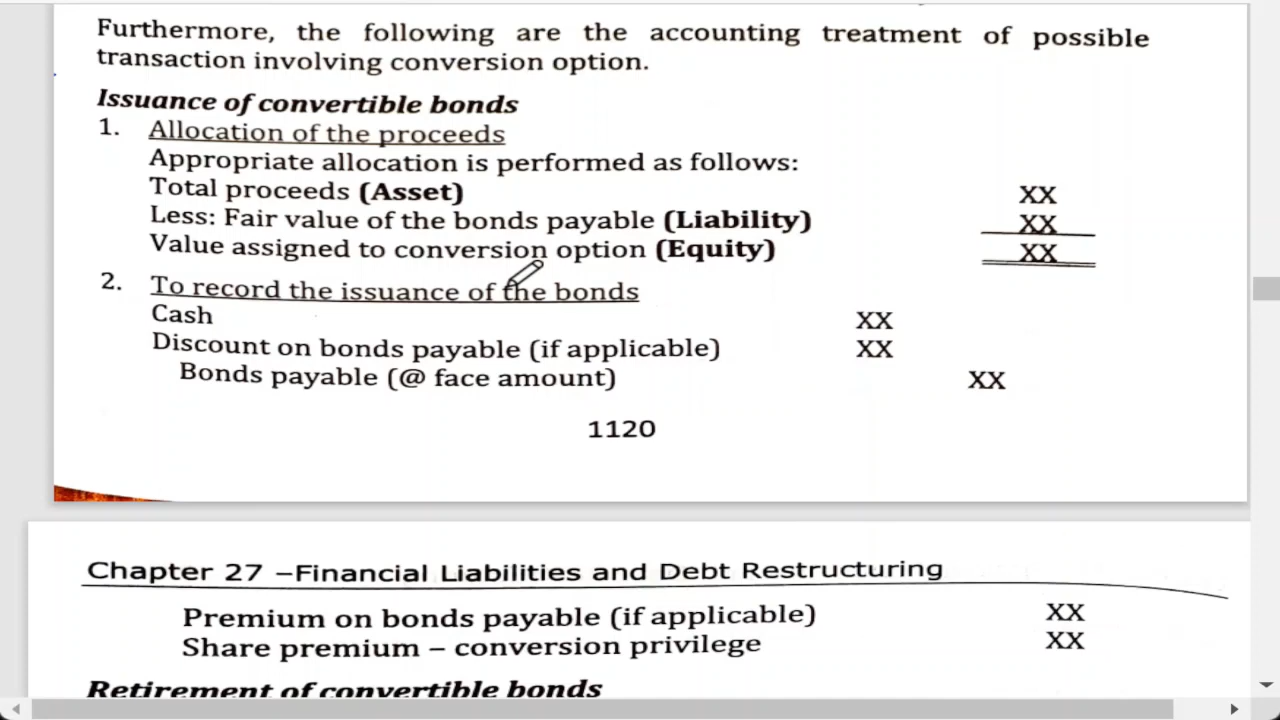 Furthermore, the following are the accounting treatment of possible
transaction involving conversion option.
Issuance of convertible bonds
1. Allocation of the proceeds
Appropriate allocation is performed as follows:
Total proceeds (Asset) XX
Less: Fair value of the bonds payable (Liability) XX
Value assigned to conversion option (Equity) XX
2. To record the issuance of the bonds
Cash XX
Discount on bonds payable (if applicable) XX
Bonds payable (@ face amount) XX
1120
Chapter 27 –Financial Liabilities and Debt Restructuring
Premium on bonds payable (if applicable) XX
Share premium – conversion privilege XX
Retirement of convertible bonds